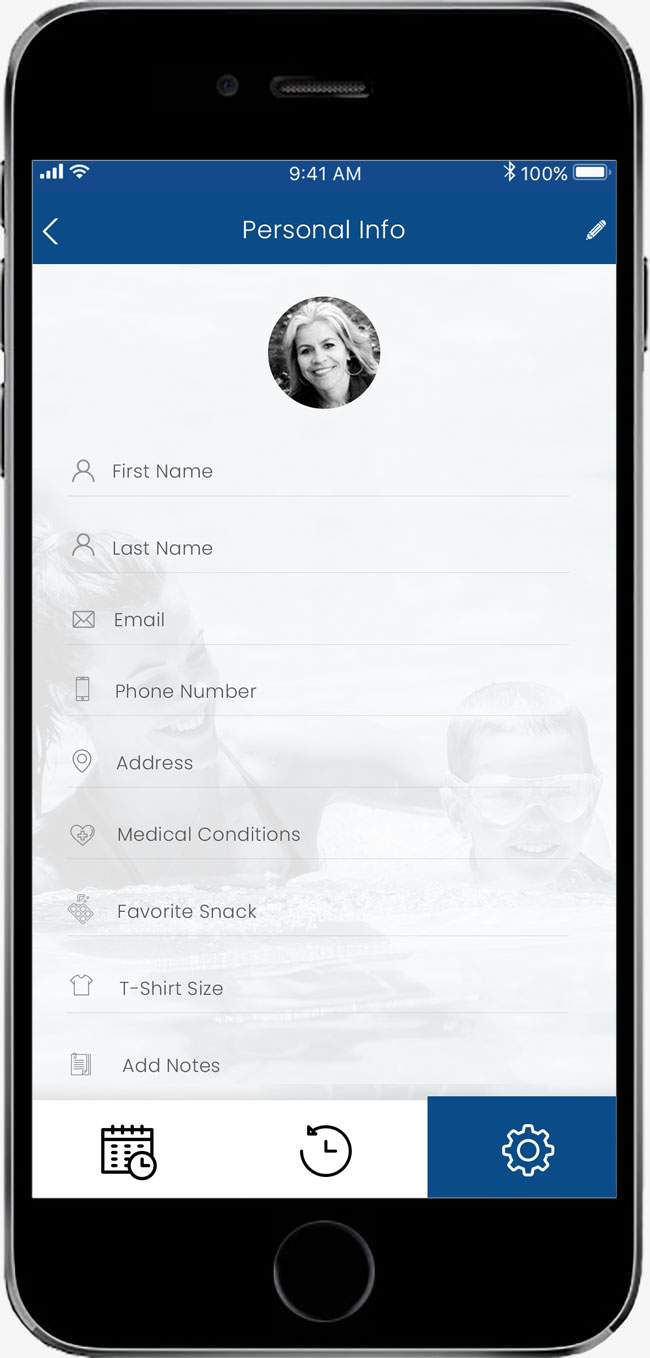 9:41 AM
100%
Personal Info
First Name
Last Name
Email
Phone Number
Address
Medical Conditions
Favorite Snack
T-Shirt Size
Add Notes